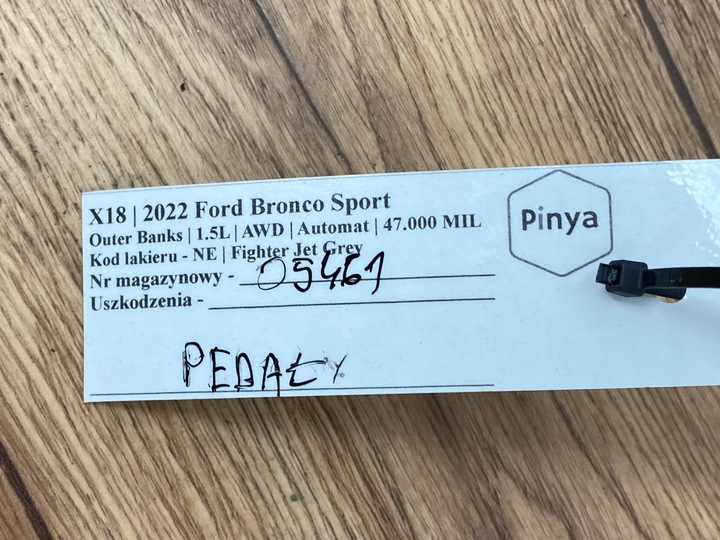 X18 | 2022 Ford Bronco Sport
Outer Banks | 1.5L | AWD | Automat | 47.000 MIL
Kod lakieru - NE | Fighter Jet Grey
Nr magazynowy - 05461
Uszkodzenia -
PEDAŁY
Pinya